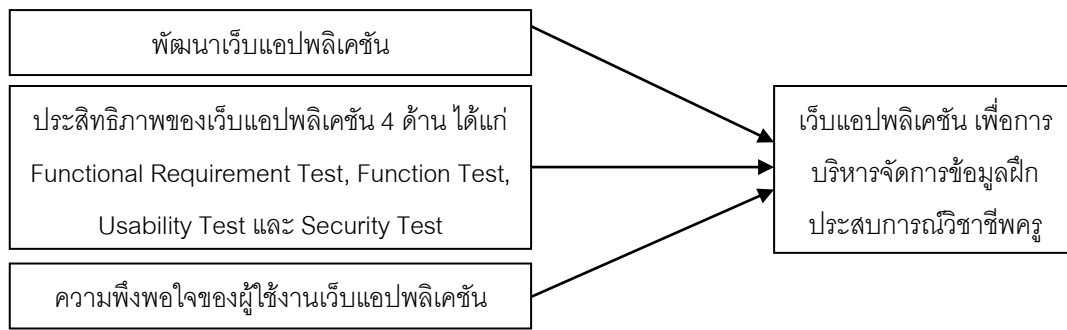 พัฒนาเว็บแอปพลิเคชัน
ประสิทธิภาพของเว็บแอปพลิเคชัน 4 ด้าน ได้แก่
Functional Requirement Test, Function Test,
Usability Test และ Security Test
ความพึงพอใจของผู้ใช้งานเว็บแอปพลิเคชัน
เว็บแอปพลิเคชัน เพื่อการ
บริหารจัดการข้อมูลฝึก
ประสบการณ์วิชาชีพครู